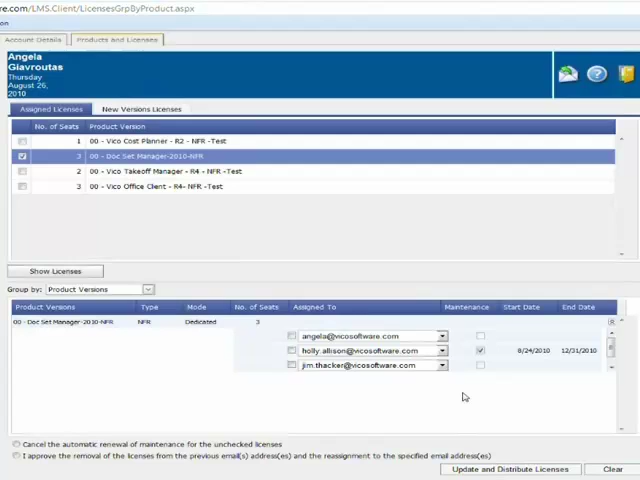 re.com/LMS.Client/LicensesGrpByProduct.aspx
on
Account Details Products and Licenses
Angela
Giavroutas
Thursday
August 26,
2010
Assigned Licenses New Versions Licenses
No. of Seats Product Version
1 00 - Vico Cost Planner - R2 - NFR -Test
3 00 - Doc Set Manager-2010-NFR
2 00 - Vico Takeoff Manager - R4 - NFR -Test
3 00 - Vico Office Client - R4- NFR -Test
Show Licenses
Group by: Product Versions
Product Versions Type Mode No. of Seats Assigned To Maintenance Start Date End Date
00 - Doc Set Manager-2010-NFR NFR Dedicated 3
angela@vicosoftware.com
holly.allison@vicosoftware.com 8/24/2010 12/31/2010
jim.thacker@vicosoftware.com
Cancel the automatic renewal of maintenance for the unchecked licenses
I approve the removal of the licenses from the previous email(s) address(es) and the reassignment to the specified email address(es)
Update and Distribute Licenses Clear